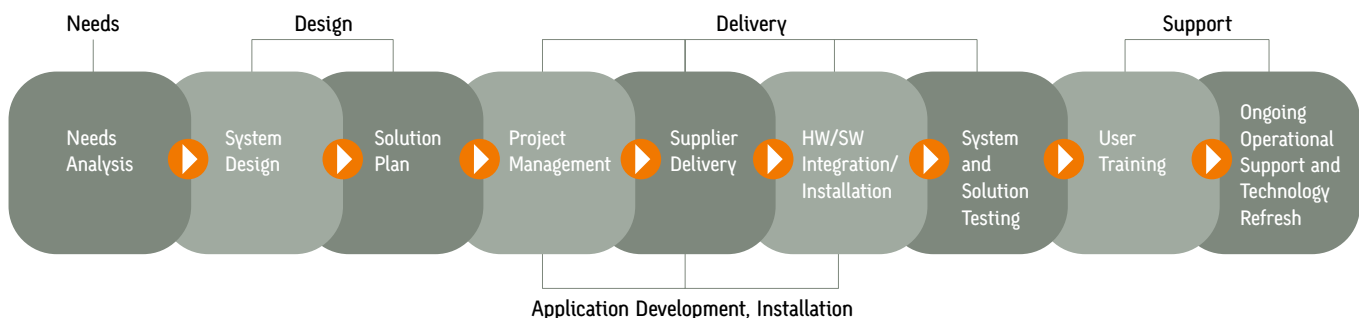 Needs
Design
Delivery
Support
Needs
Analysis
System
Design
Solution
Plan
Project
Management
Supplier
Delivery
HW/SW
Integration/
Installation
System
and
Solution
Testing
User
Training
Ongoing
Operational
Support and
Technology
Refresh
Application Development, Installation